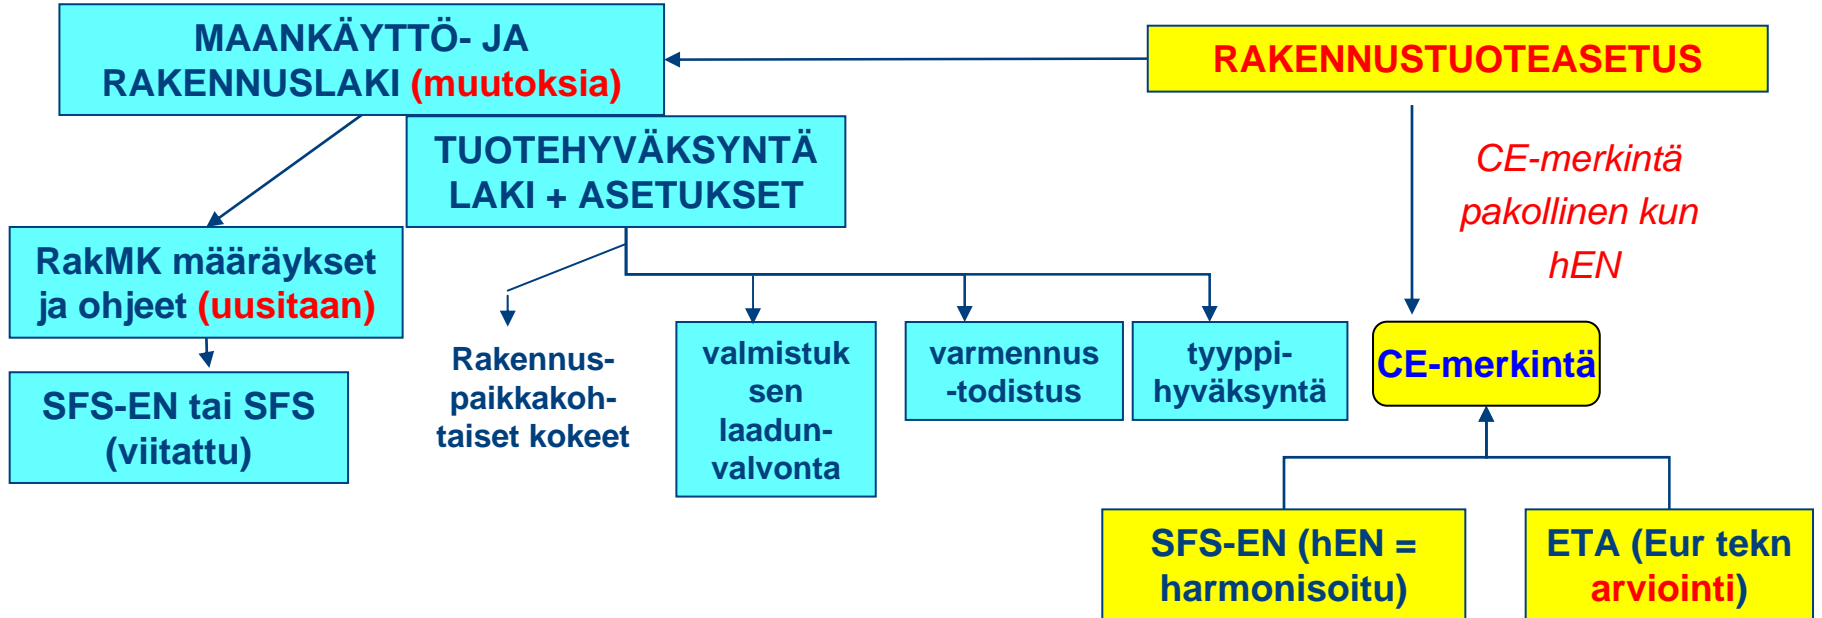 MAANKÄYTTÖ- JA
RAKENNUSLAKI (muutoksia)
RAKENNUSTUOTEASETUS
TUOTEHYVÄKSYNTÄ
LAKI + ASETUKSET
CE-merkintä
pakollinen kun
hEN
RakMK määräykset
ja ohjeet (uusitaan)
SFS-EN tai SFS
(viitattu)
Rakennus-
paikkakoh-
taiset kokeet
valmistuk
sen
laadun-
valvonta
varmennus
-todistus
tyyppi-
hyväksyntä
CE-merkintä
SFS-EN (hEN =
harmonisoitu)
ETA (Eur tekn
arviointi)